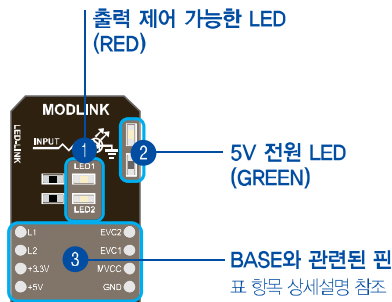 출력 제어 가능한 LED
(RED)
MODLINK
LED-LINK
INPUT
1
2
5V 전원 LED
(GREEN)
LED1
LED2
L1
EVC2
L2
EVC1
3
+3.3V
MVCC
+5V
GND
BASE와 관련된 핀
표 항목 상세설명 참조